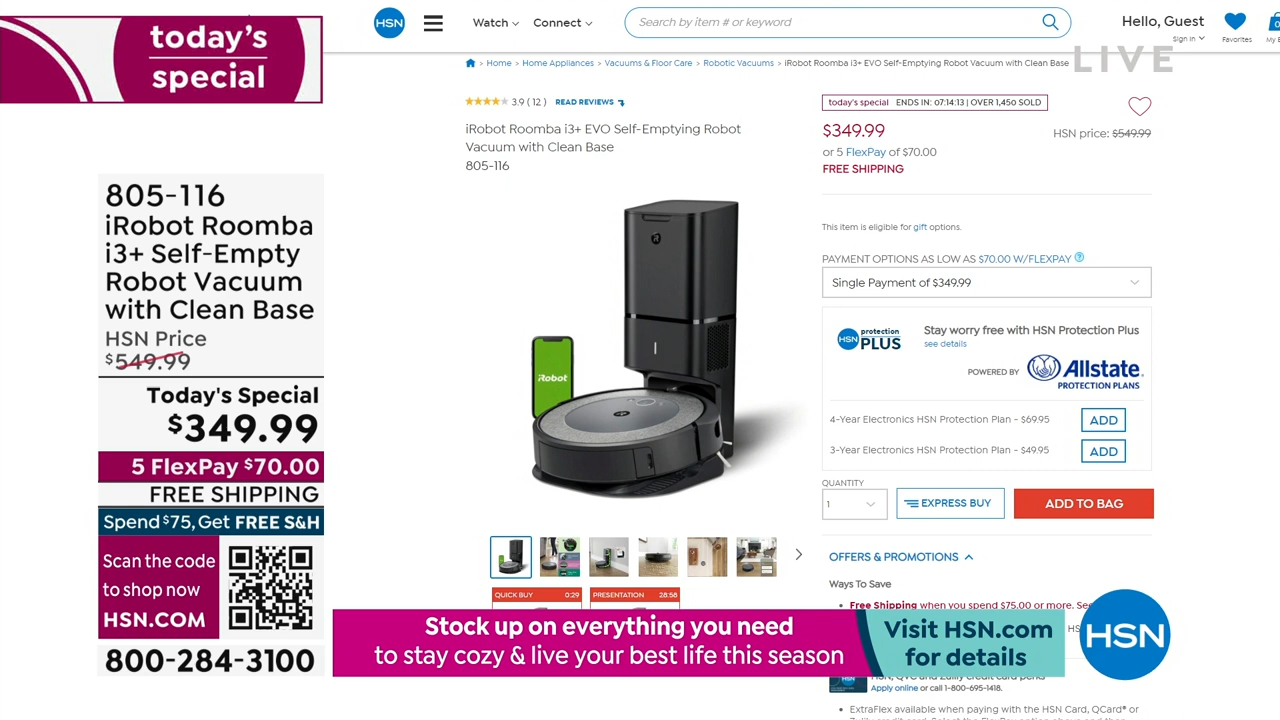 today's
special
805-116
iRobot Roomba
i3+ Self-Empty
Robot Vacuum
with Clean Base
HSN Price
$549.99
Today's Special
$349.99
5 FlexPay $70.00
FREE SHIPPING
Spend $75, Get FREE S&H
Scan the code
to shop now
HSN.COM
800-284-3100
HSN
Watch
Connect
Search by item # or keyword
Hello, Guest
Sign In
Favorites
0
LIVE
> Home > Home Appliances > Vacuums & Floor Care > Robotic Vacuums > iRobot Roomba i3+ EVO Self-Emptying Robot Vacuum with Clean Base
3.9 ( 12 ) READ REVIEWS
iRobot Roomba i3+ EVO Self-Emptying Robot
Vacuum with Clean Base
805-116
iRobot
QUICK BUY 0:29
PRESENTATION 28:58
today's special ENDS IN: 07:14:13 | OVER 1,450 SOLD
$349.99
HSN price: $549.99
or 5 FlexPay of $70.00
FREE SHIPPING
This item is eligible for gift options.
PAYMENT OPTIONS AS LOW AS $70.00 W/FLEXPAY ?
Single Payment of $349.99
HSN protection PLUS
Stay worry free with HSN Protection Plus
see details
POWERED BY Allstate
PROTECTION PLANS
4-Year Electronics HSN Protection Plan - $69.95 ADD
3-Year Electronics HSN Protection Plan - $49.95 ADD
QUANTITY
1
EXPRESS BUY
ADD TO BAG
OFFERS & PROMOTIONS
Ways To Save
• Free Shipping when you spend $75.00 or more. See
HSN, QVC and Zulily credit card perks
Apply online or call 1-800-695-1418.
• ExtraFlex available when paying with the HSN Card, QCard® or
Stock up on everything you need
to stay cozy & live your best life this season
Visit HSN.com
for details
HSN